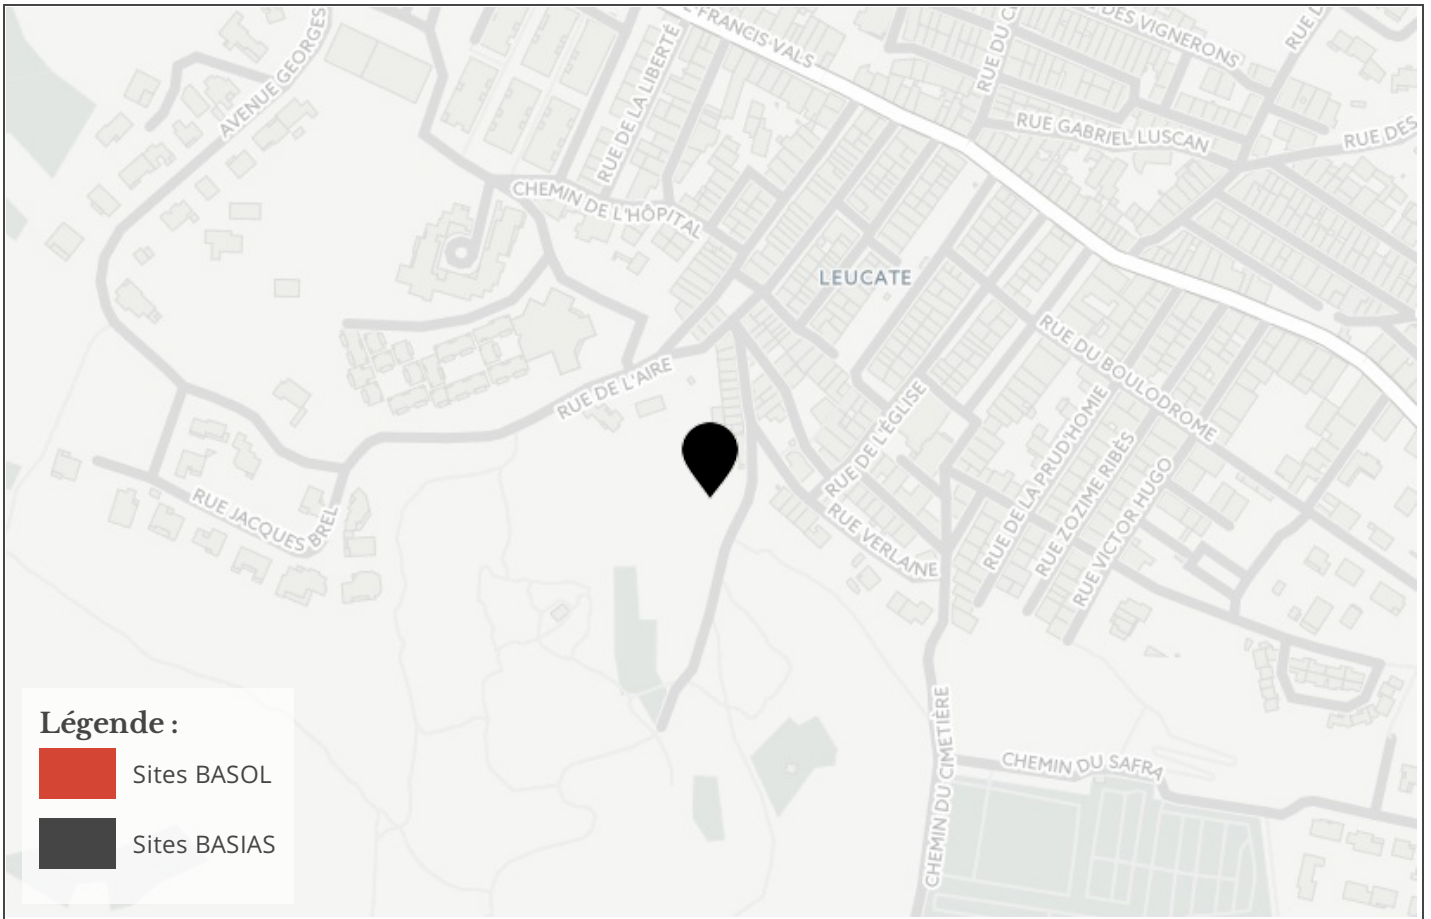 AVENUE GEORGES
RUE DE LA LIBERTÉ
FRANCIS VALS
DES VIGNERONS
RUE GABRIEL LUSCAN
RUE DES
CHEMIN DE L'HÔPITAL
LEUCATE
RUE DU BOULODROME
RUE DE L'AIRE
RUE DE L'ÉGLISE
RUE DE LA PRUD'HOMIE
RUE ZOZIME RIBÈS
RUE VICTOR HUGO
RUE JACQUES BREL
RUE VERLAINE
CHEMIN DU CIMETIÈRE
CHEMIN DU SAFRA
Légende :
Sites BASOL
Sites BASIAS